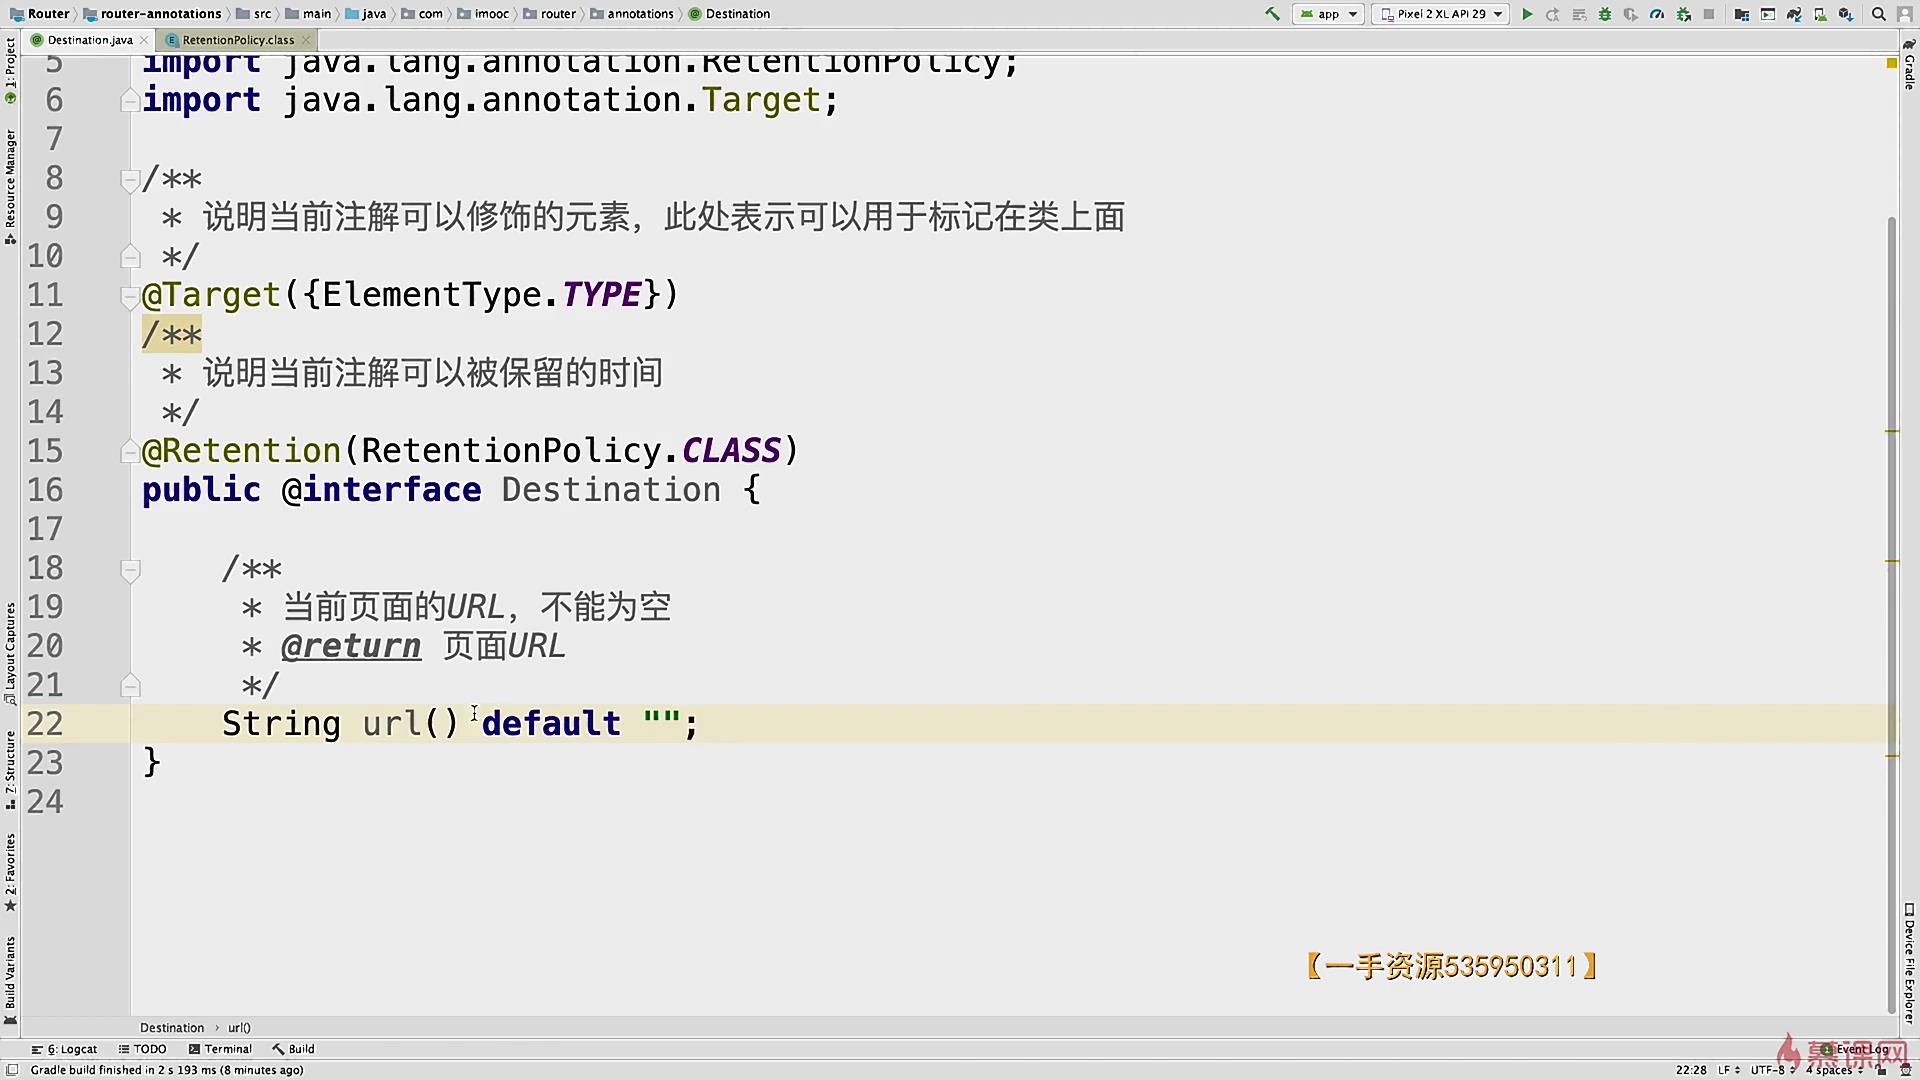 Router router-annotations src main java com imooc router annotations Destination app Pixel 2 XL API 29
Destination.java RetentionPolicy.class
1: Project
Resource Manager
Layout Captures
7: Structure
2: Favorites
Build Variants
Gradle
Device File Explorer
5 import java.lang.annotation.RetentionPolicy;
6 import java.lang.annotation.Target;
7
8 /**
9 * 说明当前注解可以修饰的元素，此处表示可以用于标记在类上面
10 */
11 @Target({ElementType.TYPE})
12 /**
13 * 说明当前注解可以被保留的时间
14 */
15 @Retention(RetentionPolicy.CLASS)
16 public @interface Destination {
17
18 /**
19 * 当前页面的URL，不能为空
20 * @return 页面URL
21 */
22 String url() default "";
23 }
24
【一手资源535950311】
Destination › url()
6: Logcat TODO Terminal Build Event Log
慕课网
Gradle build finished in 2 s 193 ms (8 minutes ago) 22:28 LF UTF-8 4 spaces